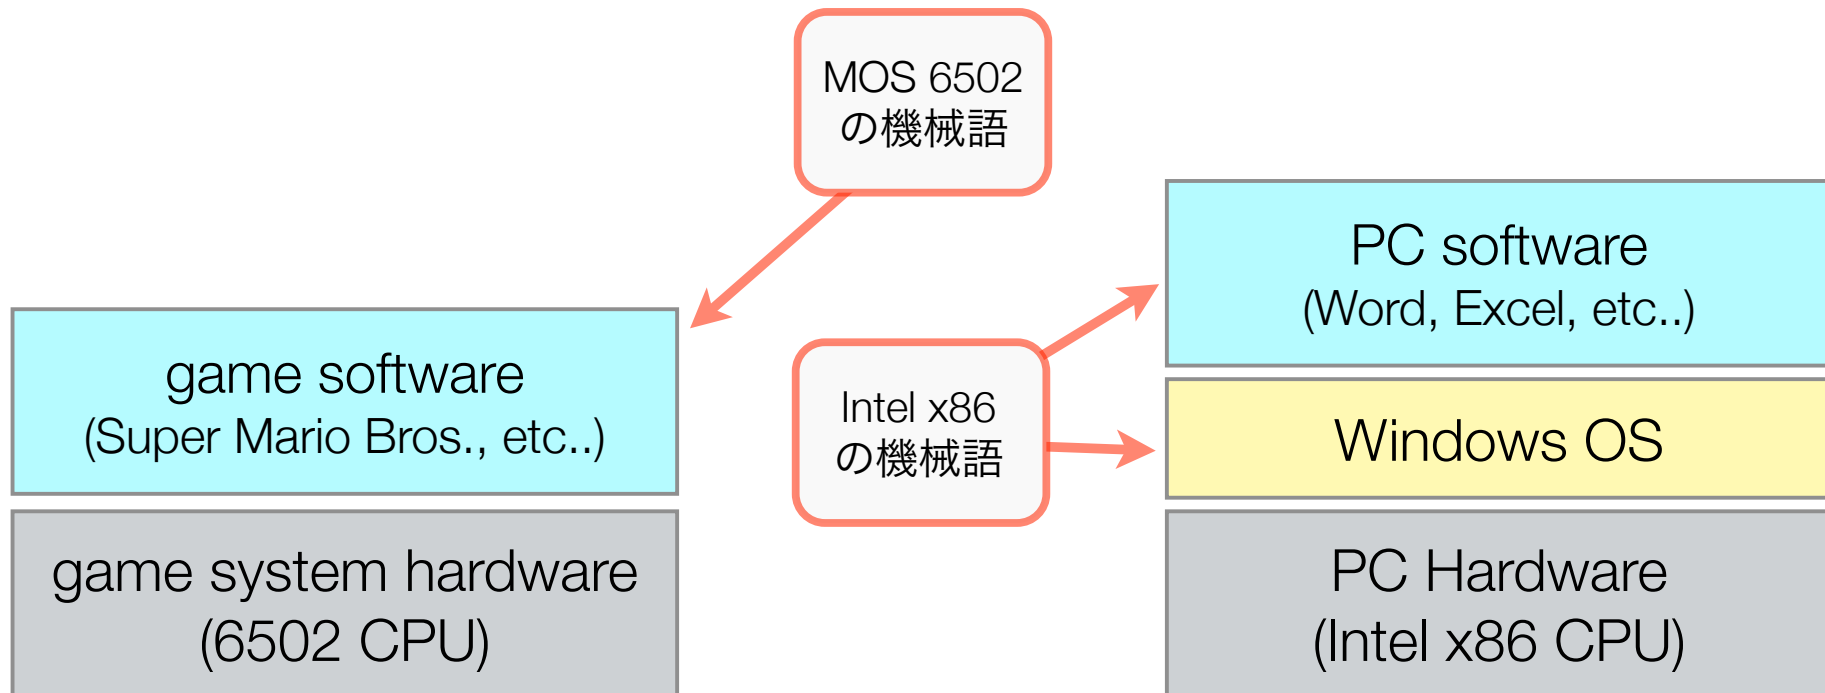 MOS 6502
の機械語
game software
(Super Mario Bros., etc..)
game system hardware
(6502 CPU)
Intel x86
の機械語
PC software
(Word, Excel, etc..)
Windows OS
PC Hardware
(Intel x86 CPU)